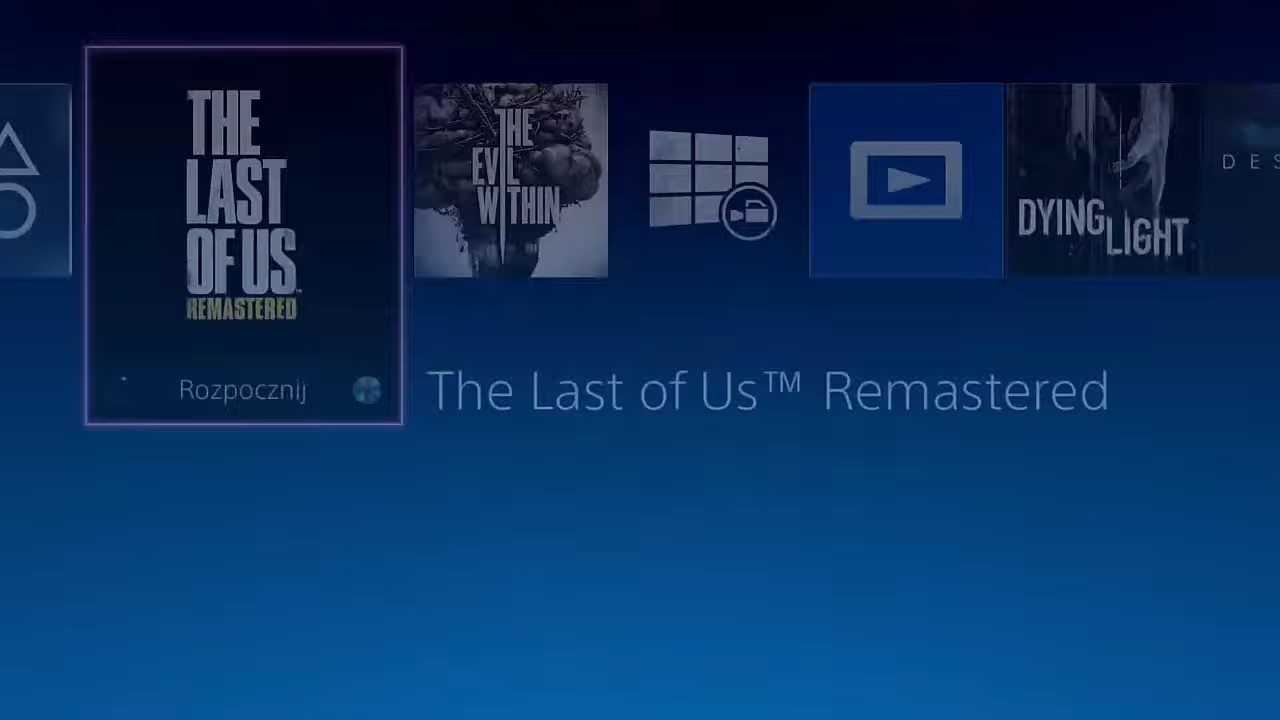 THE
LAST
OF US
REMASTERED
Rozpocznij
THE
EVIL
WITHIN
DYING
LIGHT
The Last of Us™ Remastered